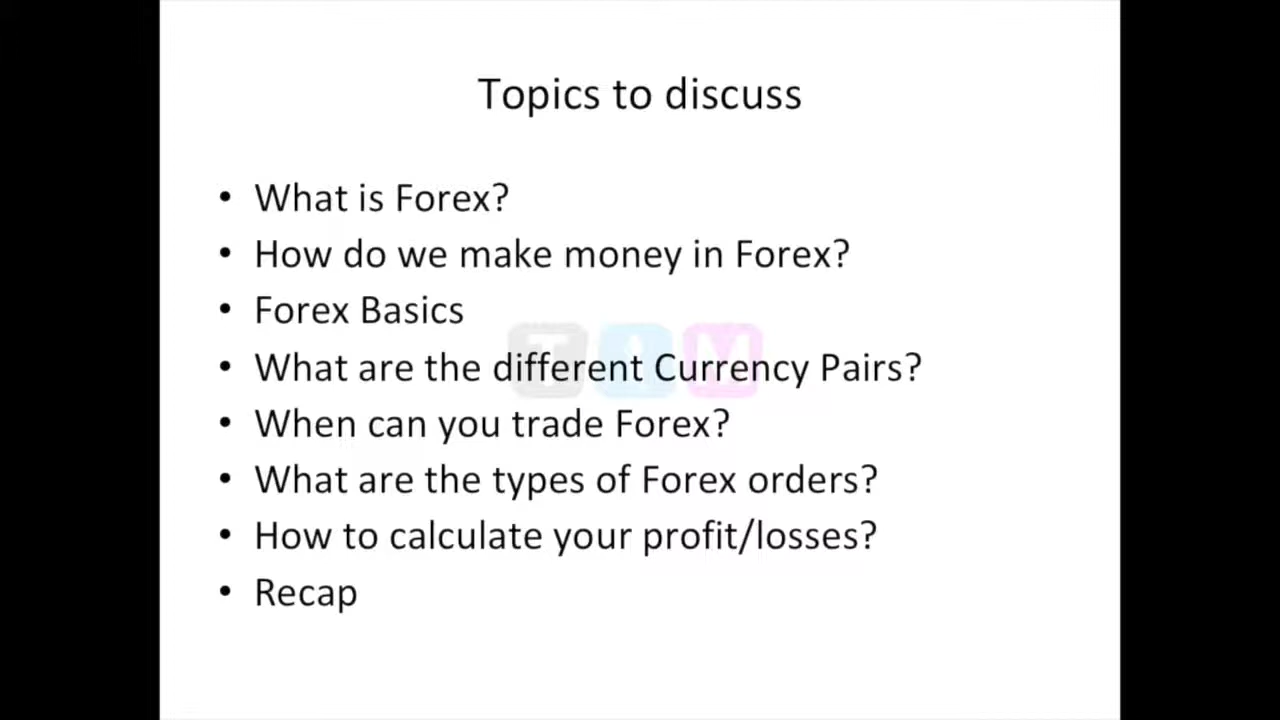 Topics to discuss
• What is Forex?
• How do we make money in Forex?
• Forex Basics
• What are the different Currency Pairs?
• When can you trade Forex?
• What are the types of Forex orders?
• How to calculate your profit/losses?
• Recap
TIM